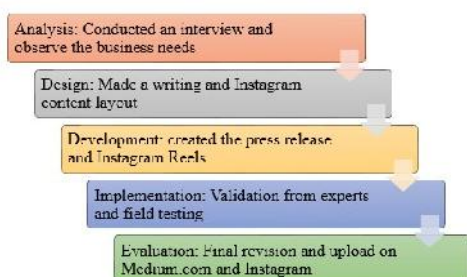 Analysis: Conducted an interview and
observe the business needs
Design: Made a writing and Instagram
content layout
Development: created the press release
and Instagram Reels
Implementation: Validation from experts
and field testing
Evaluation: Final revision and upload on
Medium.com and Instagram